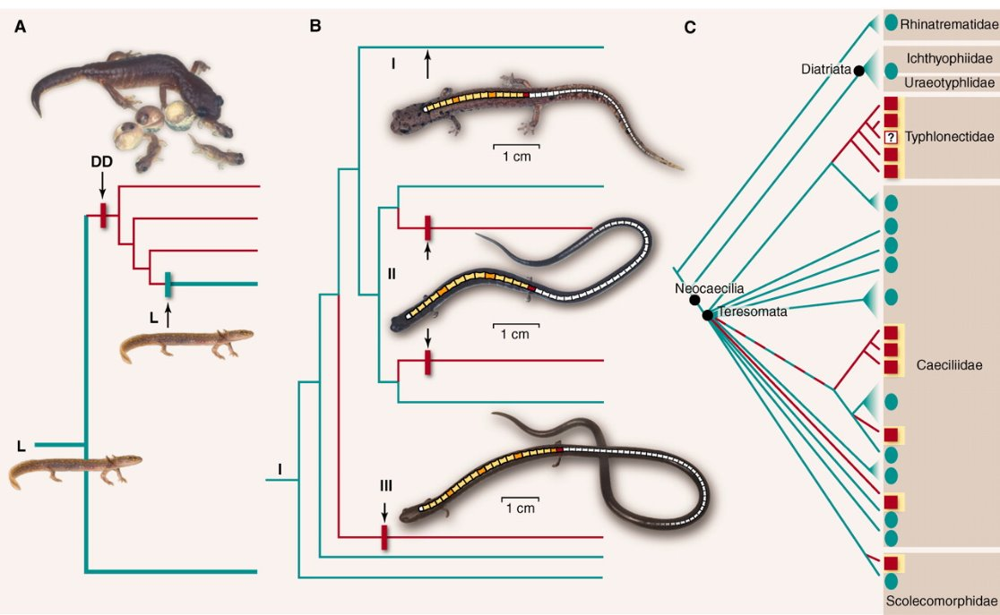 A
DD
L
L
B
I
1 cm
II
1 cm
I
III
1 cm
C
Rhinatrematidae
Diatriata
Ichthyophiidae
Uraeotyphlidae
?
Typhlonectidae
Neocaecilia
Teresomata
Caeciliidae
Scolecomorphidae